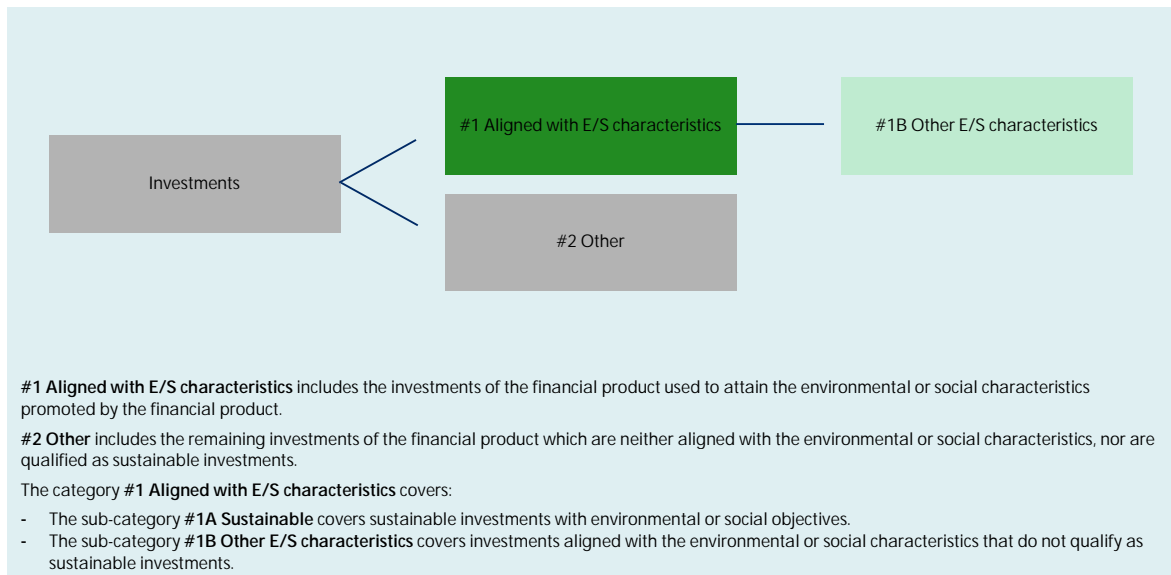 #1 Aligned with E/S characteristics
#1B Other E/S characteristics
Investments
#2 Other
#1 Aligned with E/S characteristics includes the investments of the financial product used to attain the environmental or social characteristics
promoted by the financial product.
#2 Other includes the remaining investments of the financial product which are neither aligned with the environmental or social characteristics, nor are
qualified as sustainable investments.
The category #1 Aligned with E/S characteristics covers:
- The sub-category #1A Sustainable covers sustainable investments with environmental or social objectives.
- The sub-category #1B Other E/S characteristics covers investments aligned with the environmental or social characteristics that do not qualify as
sustainable investments.